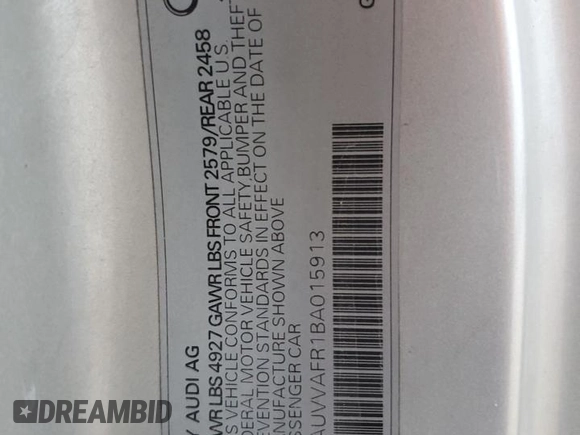 Y AUDI AG
WR LBS 4927 GAWR LBS FRONT 2579/REAR 2458
S VEHICLE CONFORMS TO ALL APPLICABLE U.S.
DERAL MOTOR VEHICLE SAFETY,BUMPER AND THEFT
EVENTION STANDARDS IN EFFECT ON THE DATE OF
NUFACTURE SHOWN ABOVE
SSENGER CAR
AUVVAFR1BA015913
DREAMBID